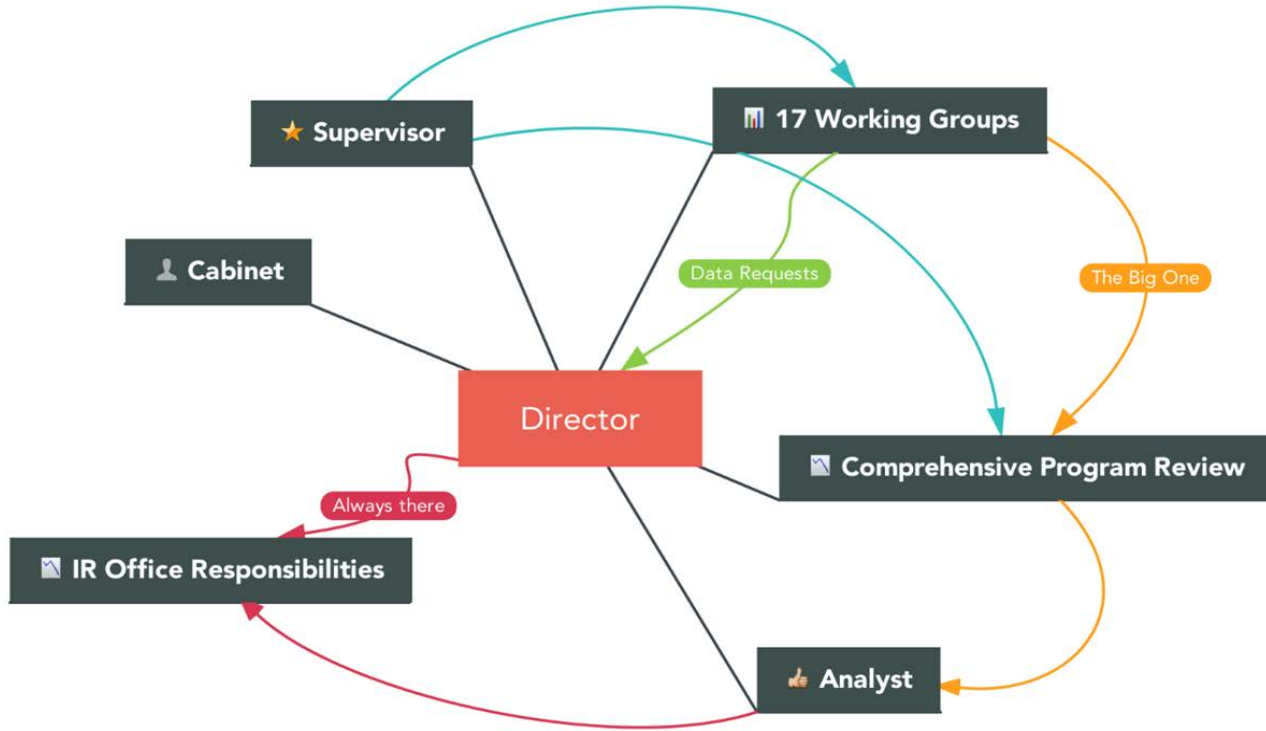 Supervisor
17 Working Groups
Cabinet
Data Requests
The Big One
Director
Comprehensive Program Review
Always there
IR Office Responsibilities
Analyst